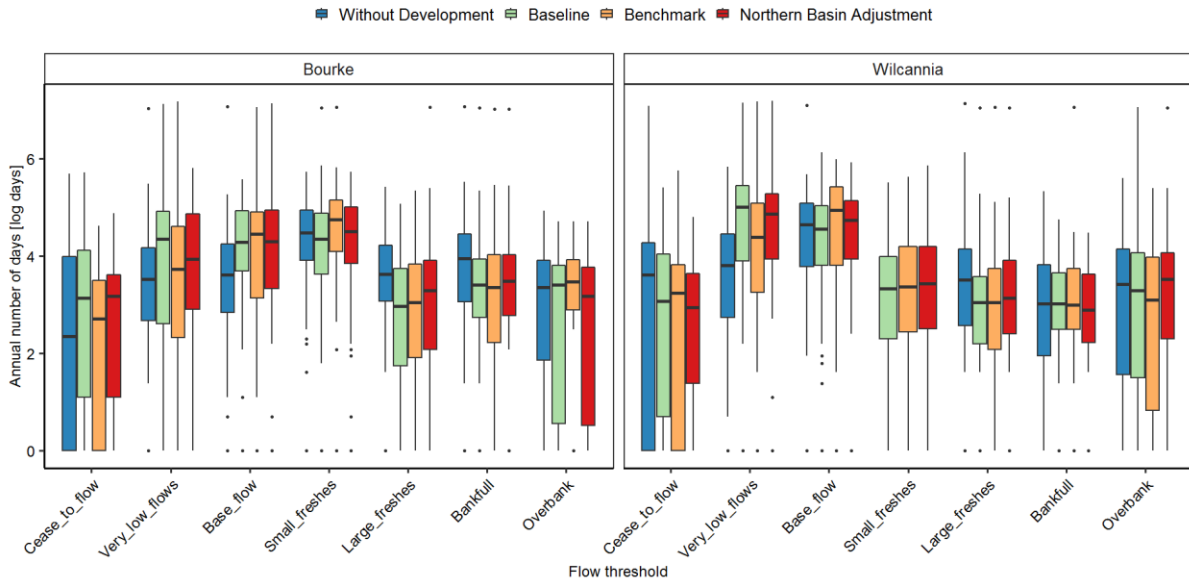 Without Development Baseline Benchmark Northern Basin Adjustment
Bourke Wilcannia
Annual number of days [log days]
6
4
2
0
Cease_to_flow Very_low_flows Base_flow Small_freshes Large_freshes Bankfull Overbank Cease_to_flow Very_low_flows Base_flow Small_freshes Large_freshes Bankfull Overbank
Flow threshold